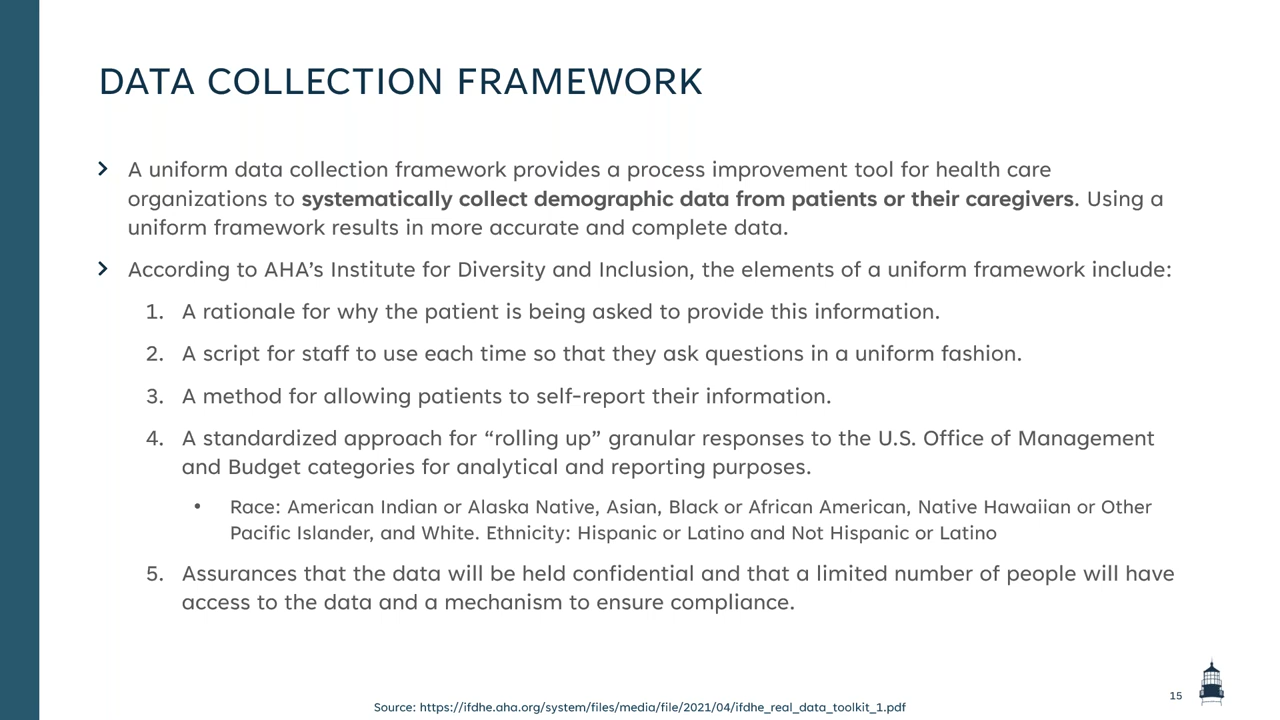 DATA COLLECTION FRAMEWORK
A uniform data collection framework provides a process improvement tool for health care
organizations to systematically collect demographic data from patients or their caregivers. Using a
uniform framework results in more accurate and complete data.
According to AHA’s Institute for Diversity and Inclusion, the elements of a uniform framework include:
1. A rationale for why the patient is being asked to provide this information.
2. A script for staff to use each time so that they ask questions in a uniform fashion.
3. A method for allowing patients to self-report their information.
4. A standardized approach for “rolling up” granular responses to the U.S. Office of Management
and Budget categories for analytical and reporting purposes.
• Race: American Indian or Alaska Native, Asian, Black or African American, Native Hawaiian or Other
Pacific Islander, and White. Ethnicity: Hispanic or Latino and Not Hispanic or Latino
5. Assurances that the data will be held confidential and that a limited number of people will have
access to the data and a mechanism to ensure compliance.
15
Source: https://ifdhe.aha.org/system/files/media/file/2021/04/ifdhe_real_data_toolkit_1.pdf